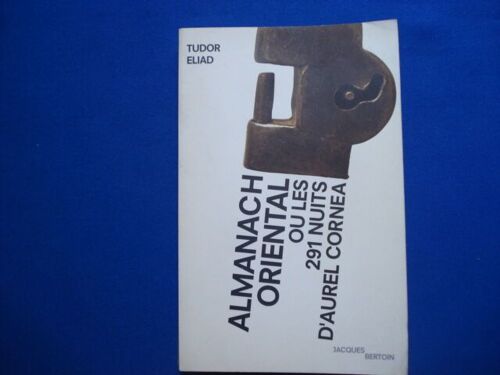 TUDOR
ELIAD
ALMANACH
ORIENTAL
OU LES
291 NUITS
D'AUREL CORNEA
JACQUES
BERTOIN